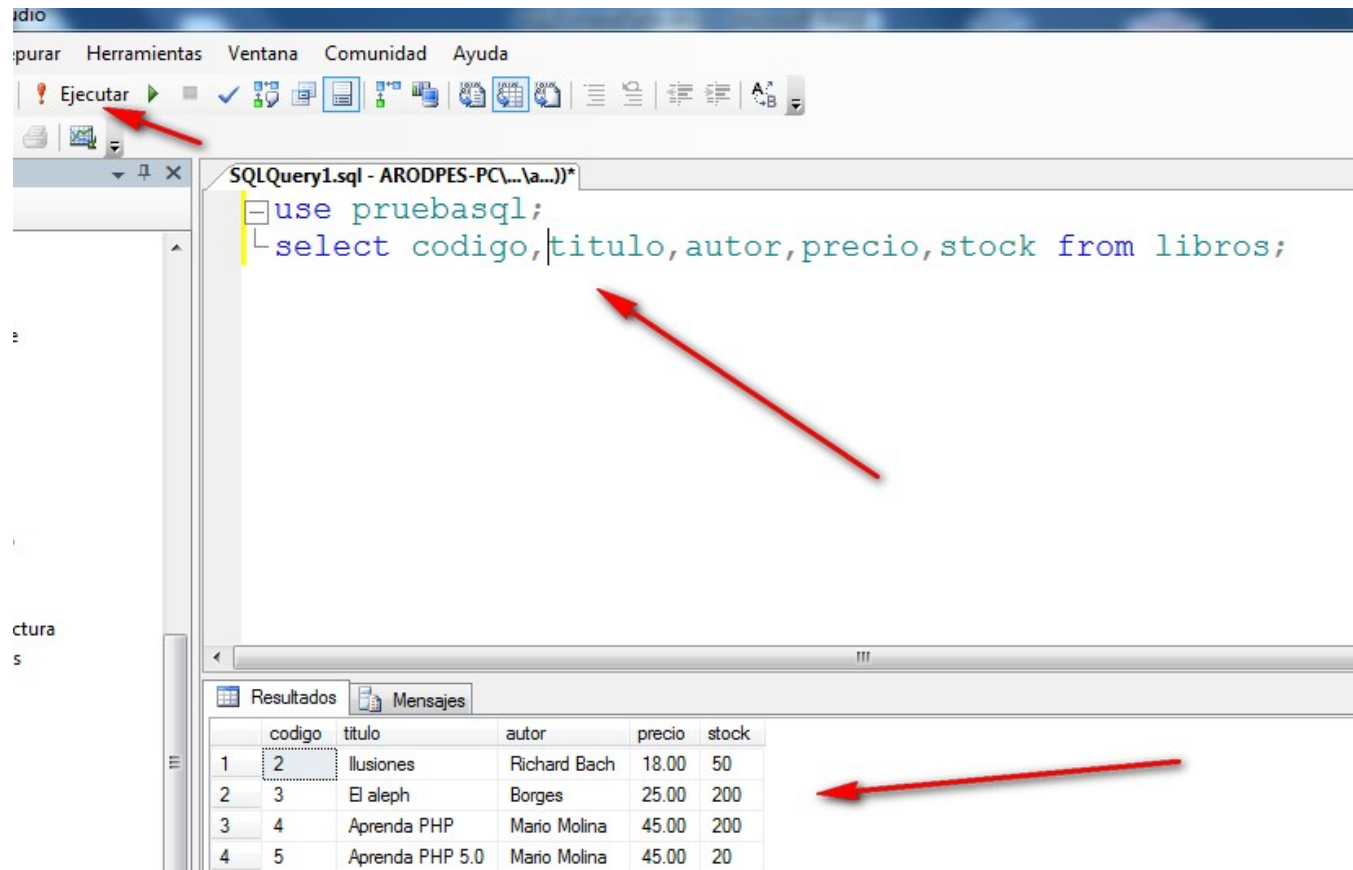 udio
epurar Herramientas Ventana Comunidad Ayuda
Ejecutar
SQLQuery1.sql - ARODPES-PC\...\a...))*
use pruebasql;
select codigo,titulo,autor,precio,stock from libros;
e
ctura
s
Resultados Mensajes
codigo titulo autor precio stock
1 2 Ilusiones Richard Bach 18.00 50
2 3 El aleph Borges 25.00 200
3 4 Aprenda PHP Mario Molina 45.00 200
4 5 Aprenda PHP 5.0 Mario Molina 45.00 20